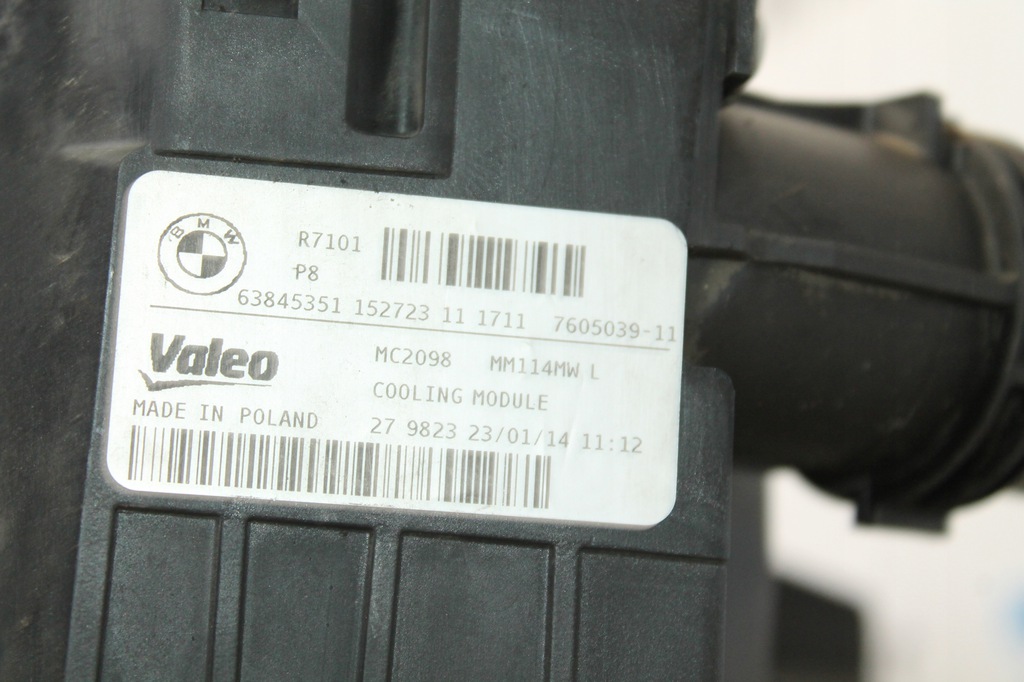 BMW
R7101
P8
63845351 152723 11 1711 7605039-11
Valeo
MC2098 MM114MW L
COOLING MODULE
MADE IN POLAND
27 9823 23/01/14 11:12